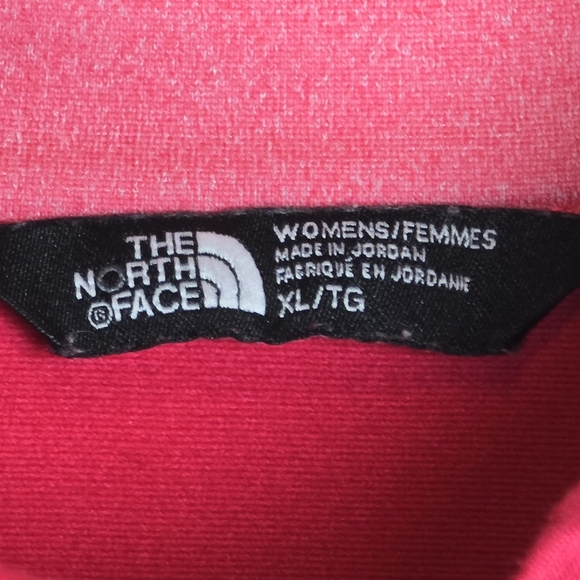 THE
NORTH
FACE®
WOMENS/FEMMES
MADE IN JORDAN
FABRIQUÉ EN JORDANIE
XL/TG